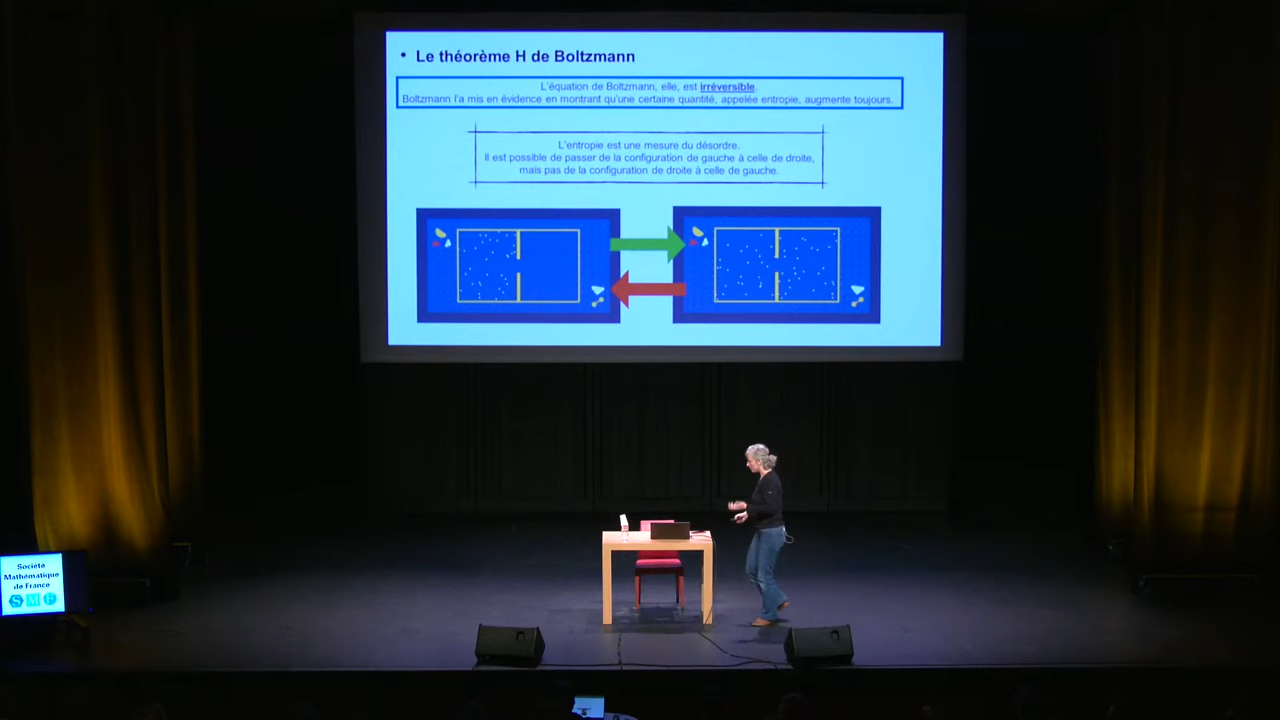 • Le théorème H de Boltzmann
L'équation de Boltzmann, elle, est irréversible.
Boltzmann l'a mis en évidence en montrant qu'une certaine quantité, appelée entropie, augmente toujours.
L'entropie est une mesure du désordre.
Il est possible de passer de la configuration de gauche à celle de droite,
mais pas de la configuration de droite à celle de gauche.
Société
Mathématique
de France
S M F